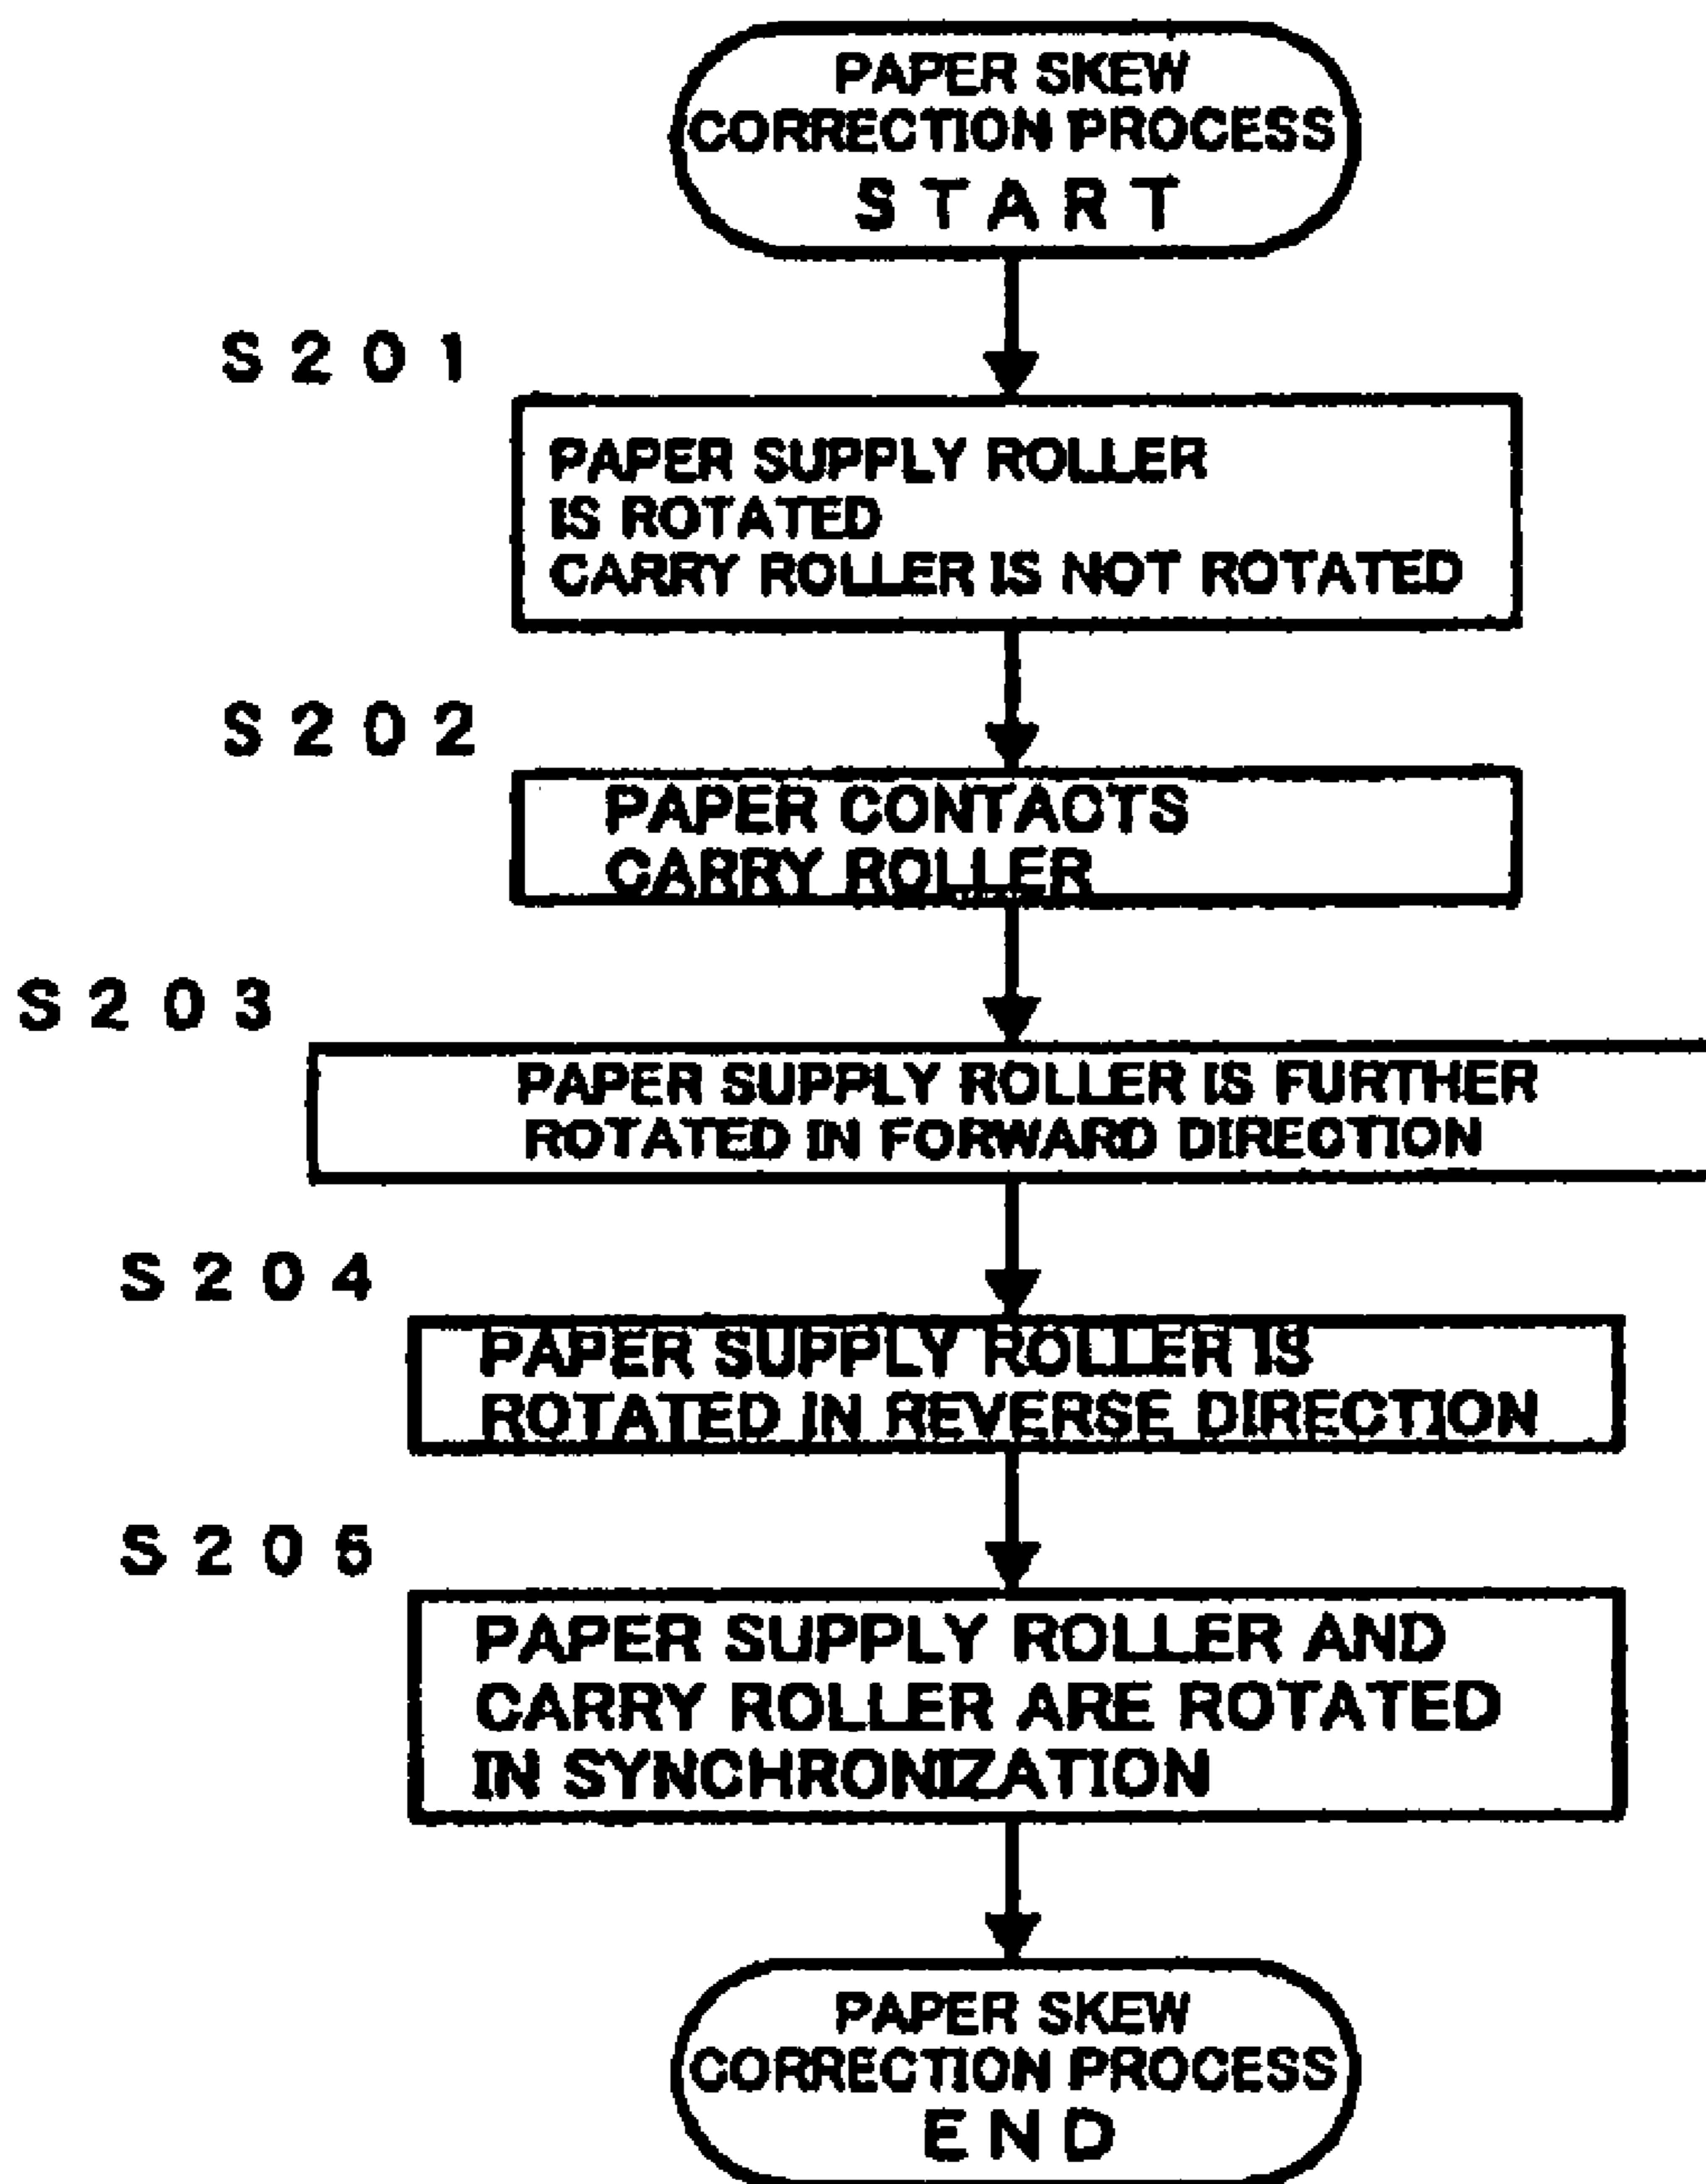 PAPER SKEW
CORRECTION PROCESS
START
S201
PAPER SUPPLY ROLLER
IS ROTATED
CARRY ROLLER IS NOT ROTATED
S202
PAPER CONTACTS
CARRY ROLLER
S203
PAPER SUPPLY ROLLER IS FURTHER
ROTATED IN FORWARD DIRECTION
S204
PAPER SUPPLY ROLLER IS
ROTATED IN REVERSE DIRECTION
S205
PAPER SUPPLY ROLLER AND
CARRY ROLLER ARE ROTATED
IN SYNCHRONIZATION
PAPER SKEW
CORRECTION PROCESS
END